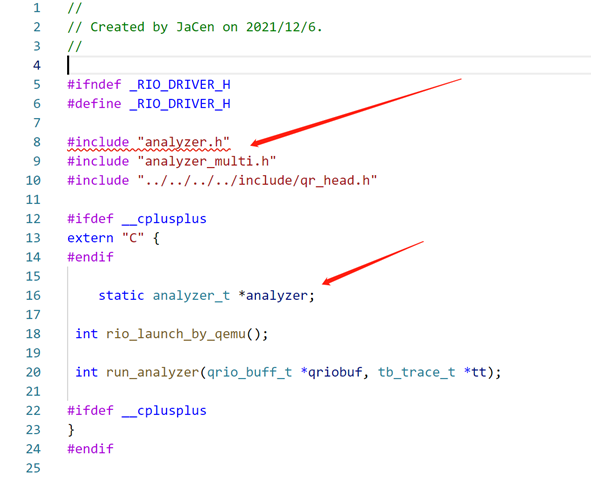 1 //
2 // Created by JaCen on 2021/12/6.
3 //
4
5 #ifndef _RIO_DRIVER_H
6 #define _RIO_DRIVER_H
7
8 #include "analyzer.h"
9 #include "analyzer_multi.h"
10 #include "../../../../include/qr_head.h"
11
12 #ifdef __cplusplus
13 extern "C" {
14 #endif
15
16     static analyzer_t *analyzer;
17
18  int rio_launch_by_qemu();
19
20  int run_analyzer(qrio_buff_t *qriobuf, tb_trace_t *tt);
21
22 #ifdef __cplusplus
23 }
24 #endif
25